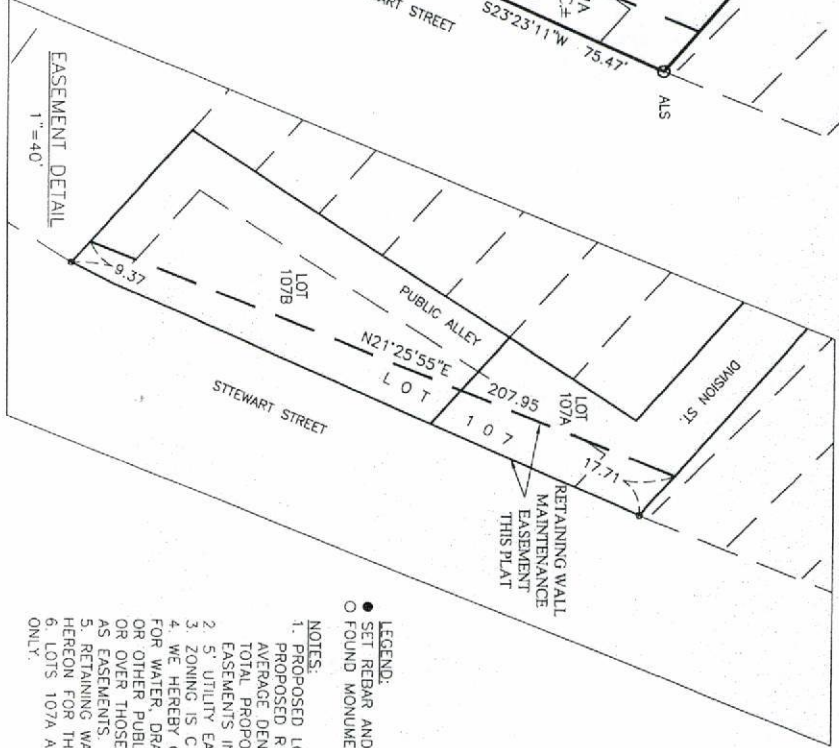 ART STREET
S23°23'11"W 75.47'
ALS
EASEMENT DETAIL
1"=40'
9.37
LOT
107B
PUBLIC ALLEY
N21°25'55"E
207.95
LOT
107A
LOT 107
17.71
DIVISION ST.
STTEWART STREET
RETAINING WALL
MAINTENANCE
EASEMENT
THIS PLAT
LEGEND:
● SET REBAR AND
○ FOUND MONUME
NOTES:
1. PROPOSED LO
PROPOSED R
AVERAGE DEN
TOTAL PROPO
EASEMENTS IN
2. 5' UTILITY EA
3. ZONING IS C
4. WE HEREBY
FOR WATER, DRA
OR OTHER PUBL
OR OVER THOSE
AS EASEMENTS.
5. RETAINING WA
HEREON FOR TH
6. LOTS 107A A
ONLY.